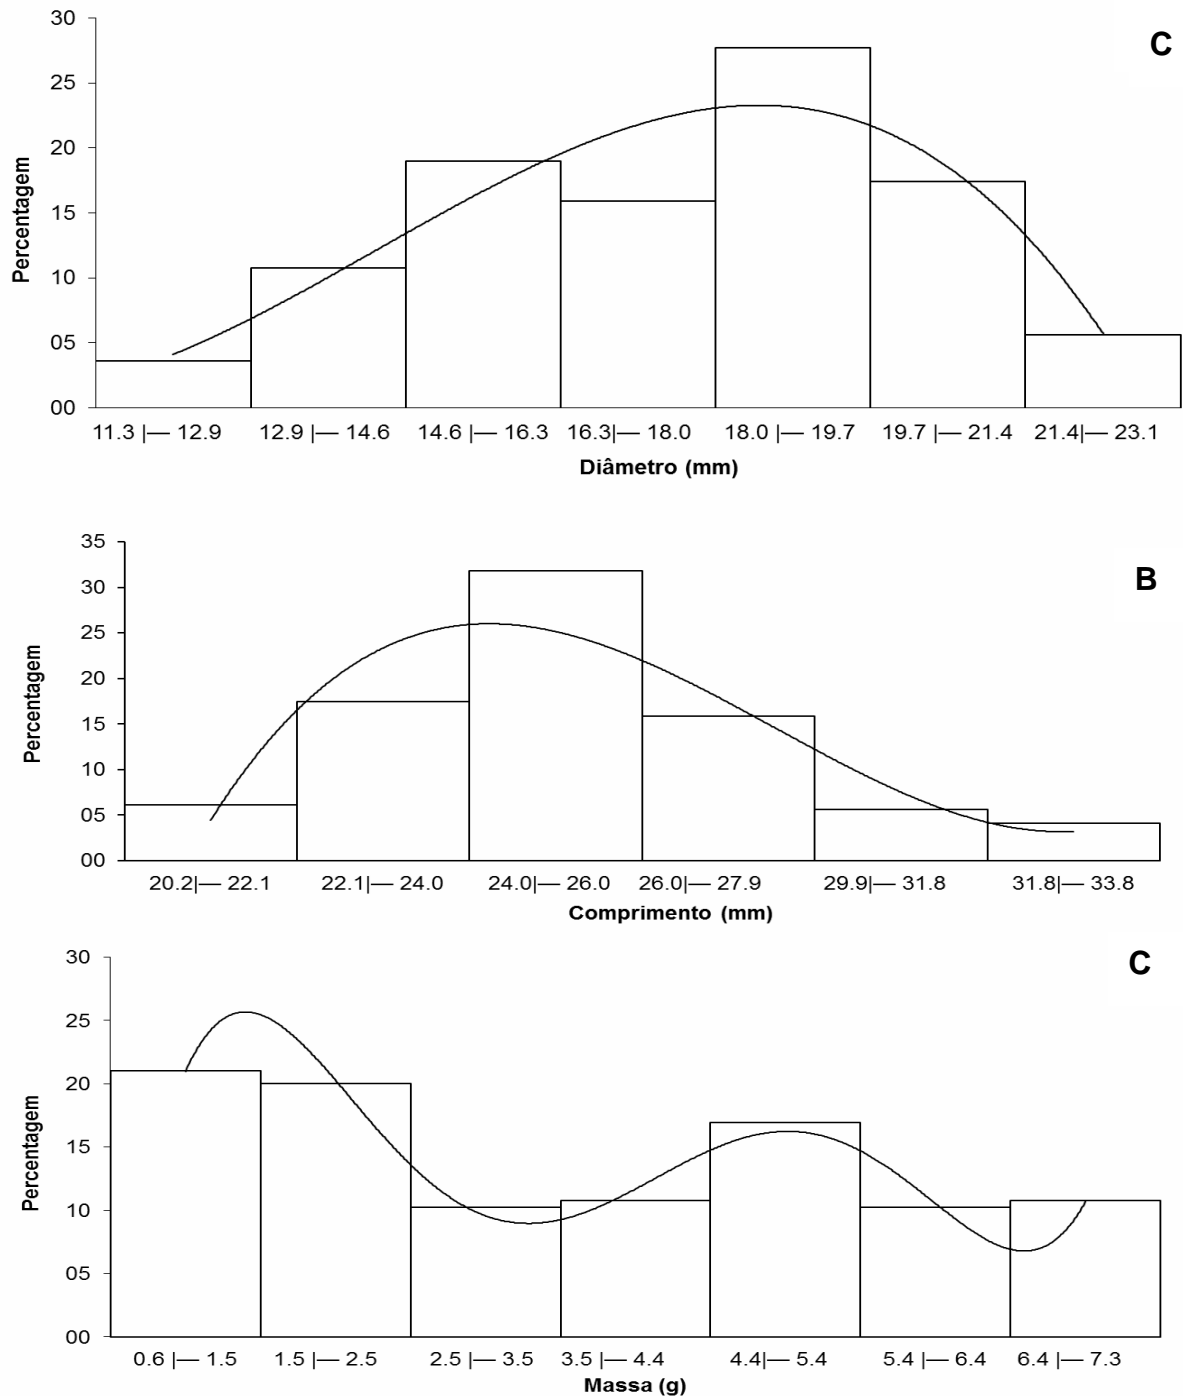 30
C
25
20
15
10
05
00
Percentagem
11.3 |— 12.9 12.9 |— 14.6 14.6 |— 16.3 16.3|— 18.0 18.0 |— 19.7 19.7 |— 21.4 21.4|— 23.1
Diâmetro (mm)
35
B
30
25
20
15
10
05
00
Percentagem
20.2|— 22.1 22.1|— 24.0 24.0|— 26.0 26.0|— 27.9 29.9|— 31.8 31.8|— 33.8
Comprimento (mm)
30
C
25
20
15
10
05
00
Percentagem
0.6 |— 1.5 1.5 |— 2.5 2.5 |— 3.5 3.5 |— 4.4 4.4|— 5.4 5.4 |— 6.4 6.4 |— 7.3
Massa (g)